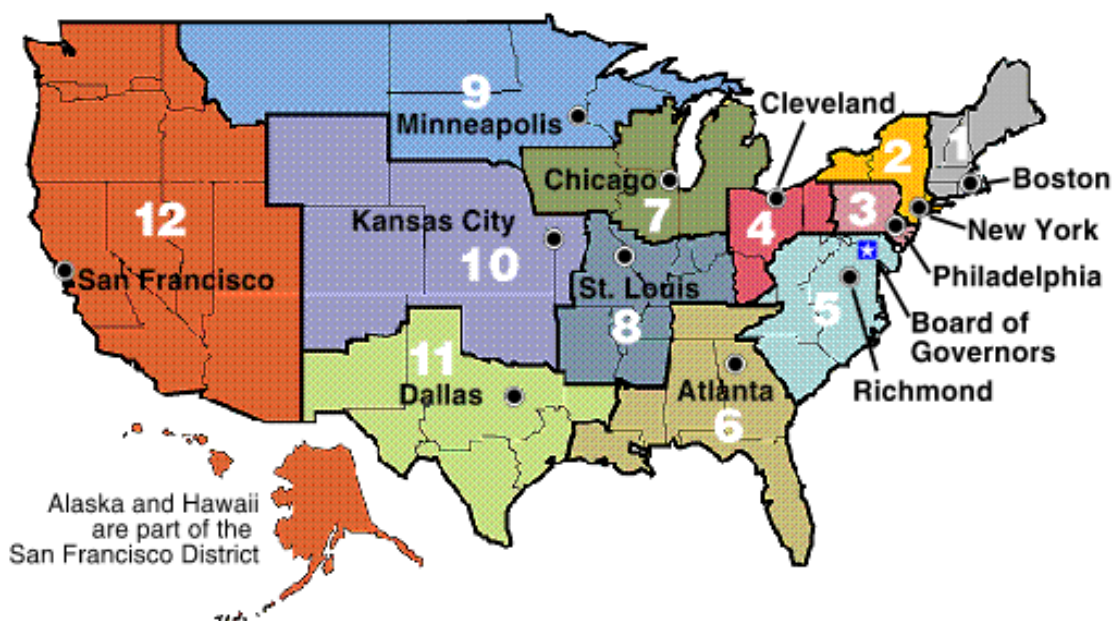 9
Cleveland
Minneapolis
2
1
Chicago
Boston
7
3
12
Kansas City
4
New York
10
San Francisco
St. Louis
Philadelphia
5
8
Board of
Governors
11
Dallas
Atlanta
Richmond
6
Alaska and Hawaii
are part of the
San Francisco District